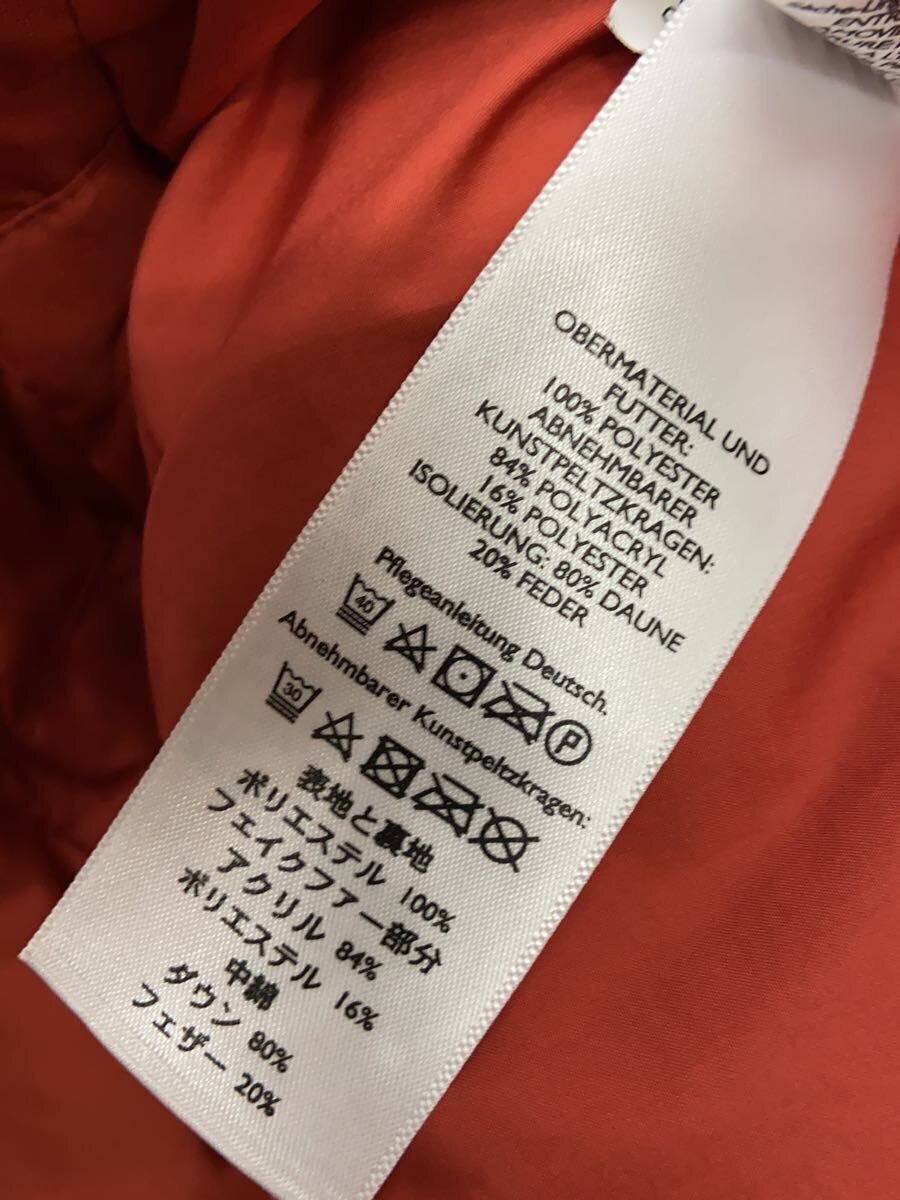 OBERMATERIAL UND
FUTTER:
100% POLYESTER
ABNEHMBARER
KUNSTPELTZKRAGEN:
84% POLYACRYL
16% POLYESTER
ISOLIERUNG: 80% DAUNE
20% FEDER
Pflegeanleitung Deutsch.
40
P
Abnehmbarer Kunstpeltzkragen:
30
表地と裏地
ポリエステル 100%
フェイクファー部分
アクリル 84%
ポリエステル 16%
中綿
ダウン 80%
フェザー 20%